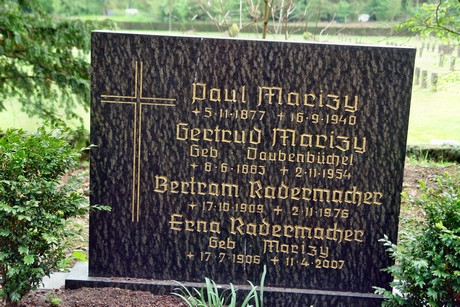 Paul Marizy
+ 5·11·1877 + 16·9·1940
Gertrud Marizy
Geb Daubenbüchel
+ 8·6·1885 + 2·11·1954
Bertram Radermacher
+ 17·10·1909 + 2·11·1976
Erna Radermacher
Geb Marizy
+ 17·7·1906 + 11·4·2007